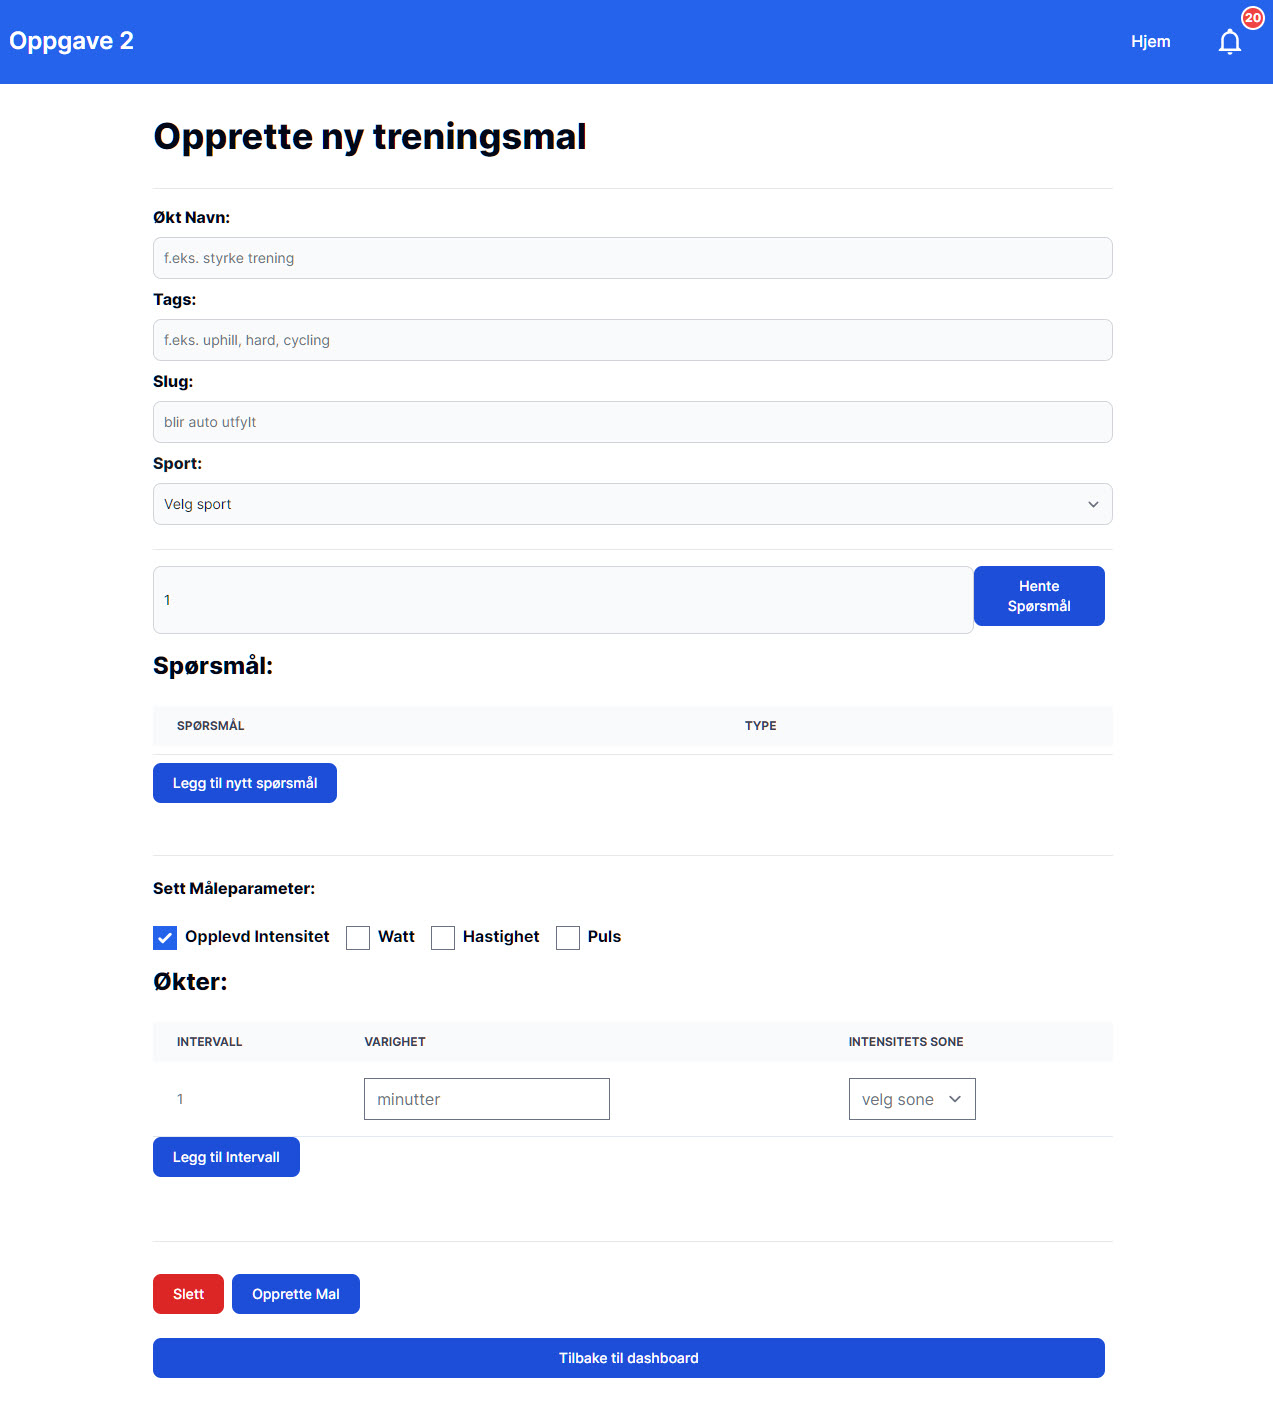 Oppgave 2
Hjem
20
Opprette ny treningsmal
Økt Navn:
f.eks. styrke trening
Tags:
f.eks. uphill, hard, cycling
Slug:
blir auto utfylt
Sport:
Velg sport
1
Hente
Spørsmål
Spørsmål:
SPØRSMÅL TYPE
Legg til nytt spørsmål
Sett Måleparameter:
Opplevd Intensitet Watt Hastighet Puls
Økter:
INTERVALL VARIGHET INTENSITETS SONE
1 minutter velg sone
Legg til Intervall
Slett Opprette Mal
Tilbake til dashboard